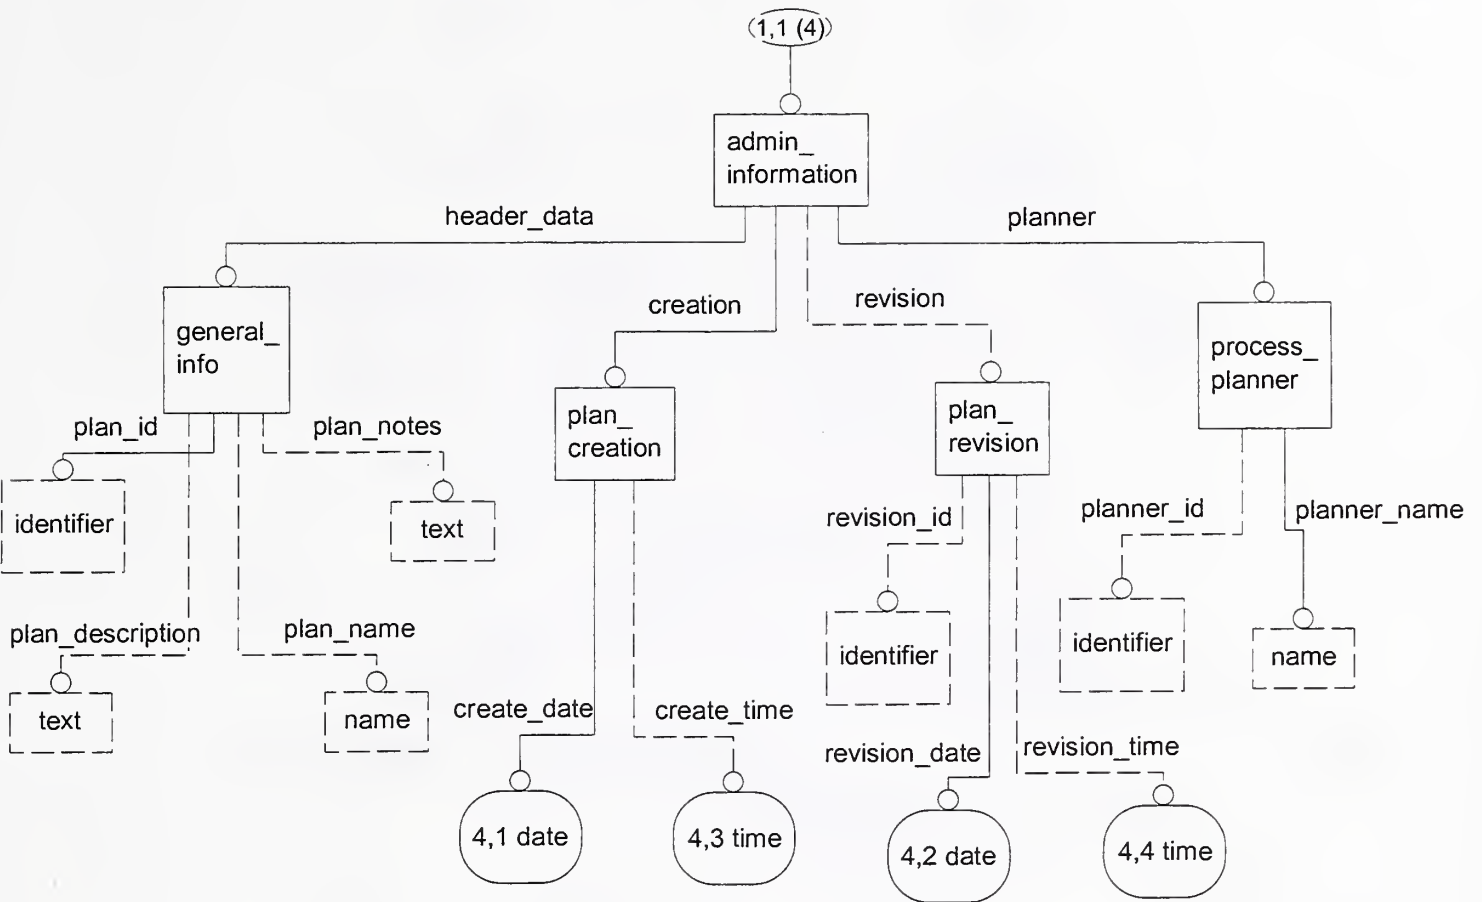 1,1 (4)
admin_
information
header_data
planner
creation
revision
general_
info
process_
planner
plan_
creation
plan_
revision
plan_id
plan_notes
identifier
text
revision_id
planner_id
planner_name
plan_description
plan_name
identifier
identifier
name
text
name
create_date
create_time
revision_date
revision_time
4,1 date
4,3 time
4,2 date
4,4 time